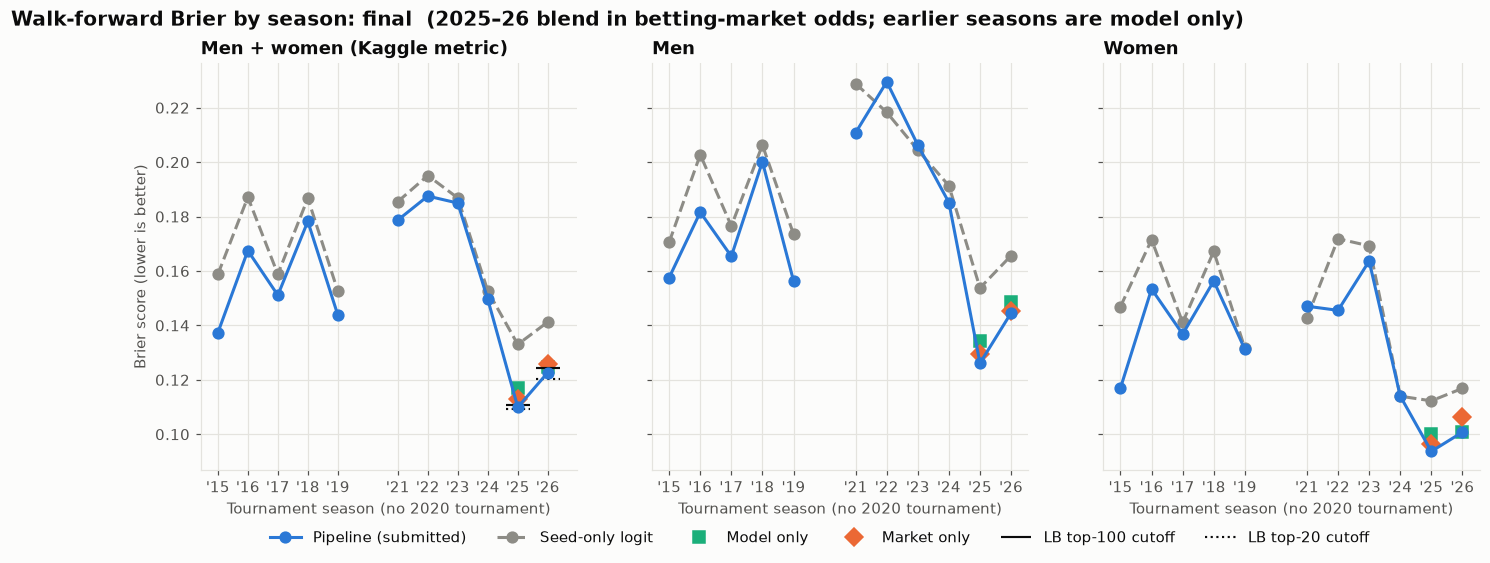 Walk-forward Brier by season: final  (2025–26 blend in betting-market odds; earlier seasons are model only)
Men + women (Kaggle metric)
Men
Women
Brier score (lower is better)
0.22
0.20
0.18
0.16
0.14
0.12
0.10
'15 '16 '17 '18 '19 '21 '22 '23 '24 '25 '26
'15 '16 '17 '18 '19 '21 '22 '23 '24 '25 '26
'15 '16 '17 '18 '19 '21 '22 '23 '24 '25 '26
Tournament season (no 2020 tournament)
Tournament season (no 2020 tournament)
Tournament season (no 2020 tournament)
Pipeline (submitted) Seed-only logit Model only Market only LB top-100 cutoff LB top-20 cutoff